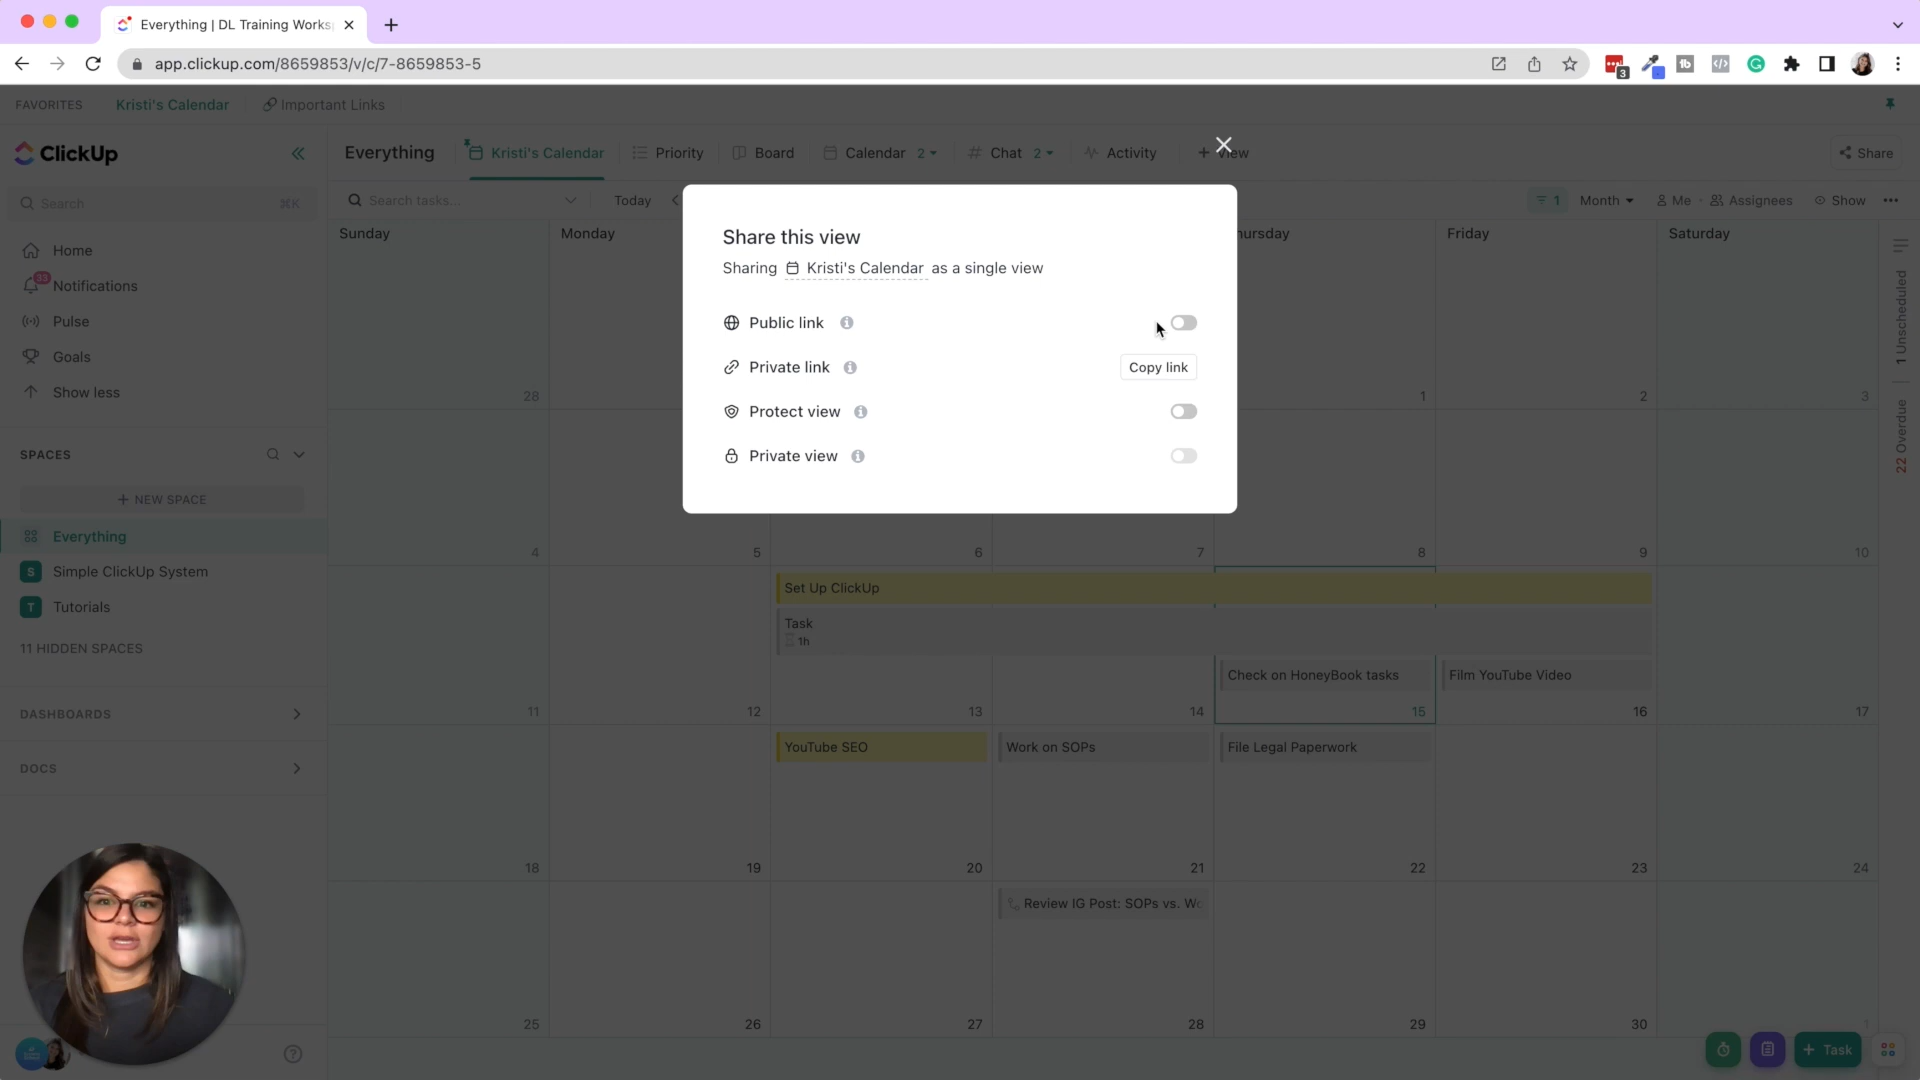 Everything | DL Training Works
app.clickup.com/8659853/v/c/7-8659853-5
3
FAVORITES Kristi's Calendar Important Links
ClickUp
Search ⌘K
Home
33
Notifications
Pulse
Goals
Show less
SPACES
+ NEW SPACE
Everything
S Simple ClickUp System
T Tutorials
11 HIDDEN SPACES
DASHBOARDS
DOCS
Everything Kristi's Calendar Priority Board Calendar 2 Chat 2 Activity + View Share
Search tasks... Today 1 Month Me Assignees Show
Share this view
Sharing Kristi's Calendar as a single view
Public link
Private link Copy link
Protect view
Private view
Sunday Monday hursday Friday Saturday
28 1 2 3
4 5 6 7 8 9 10
Set Up ClickUp
Task
1h
Check on HoneyBook tasks Film YouTube Video
11 12 13 14 15 16 17
YouTube SEO Work on SOPs File Legal Paperwork
18 19 20 21 22 23 24
Review IG Post: SOPs vs. Wo
25 26 27 28 29 30 1
1 Unscheduled
22 Overdue
+ Task